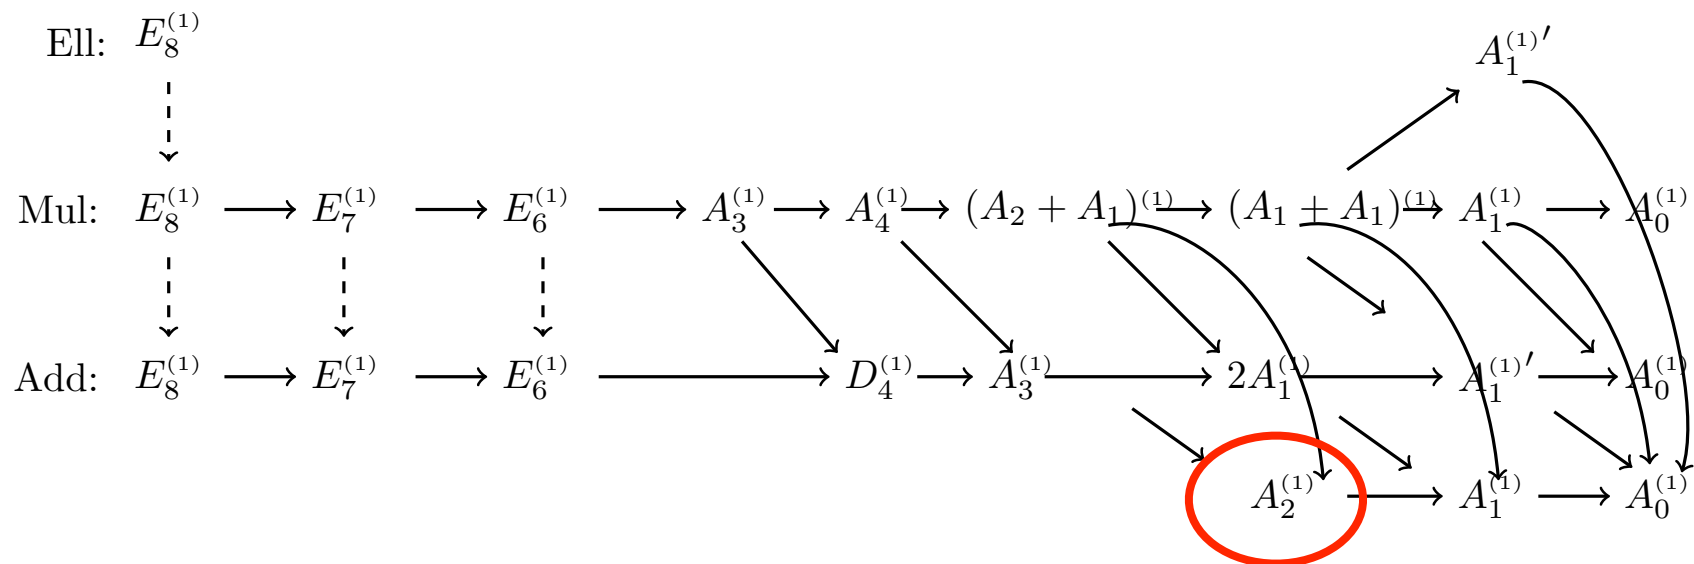 Ell: E_8^{(1)} A_1^{(1)'}
Mul: E_8^{(1)} E_7^{(1)} E_6^{(1)} A_3^{(1)} A_4^{(1)} (A_2 + A_1)^{(1)} (A_1 + A_1)^{(1)} A_1^{(1)} A_0^{(1)}
Add: E_8^{(1)} E_7^{(1)} E_6^{(1)} D_4^{(1)} A_3^{(1)} 2A_1^{(1)} A_1^{(1)'} A_0^{(1)}
A_2^{(1)} A_1^{(1)} A_0^{(1)}